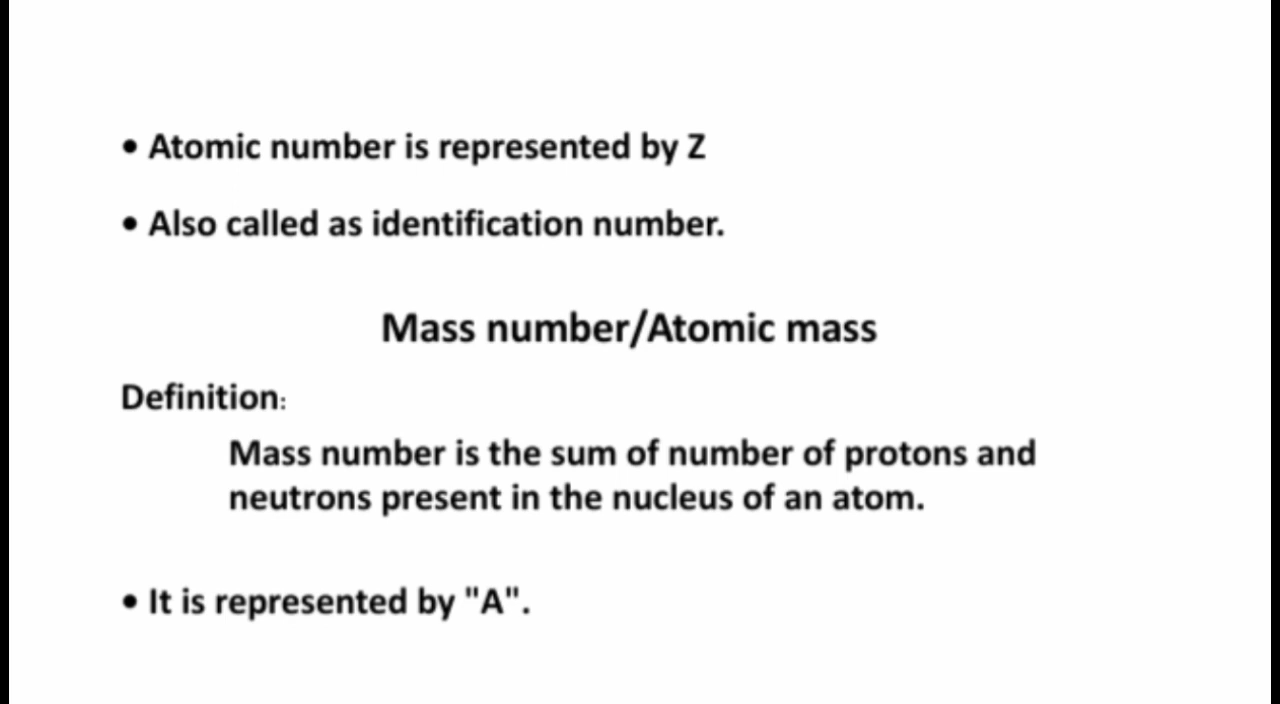 • Atomic number is represented by Z
• Also called as identification number.
Mass number/Atomic mass
Definition:
Mass number is the sum of number of protons and
neutrons present in the nucleus of an atom.
• It is represented by "A".